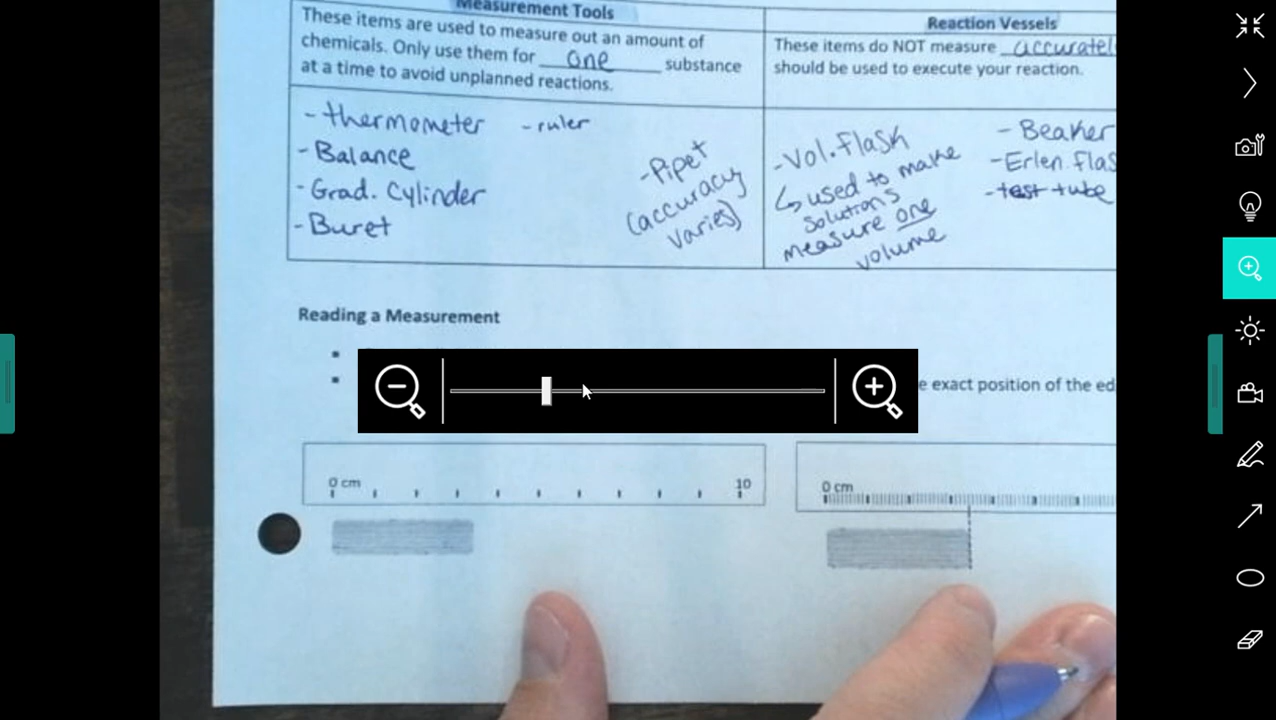 Measurement Tools
These items are used to measure out an amount of
chemicals. Only use them for one substance
at a time to avoid unplanned reactions.
- thermometer - ruler
- Balance
- Grad. Cylinder
- Buret
- Pipet
(accuracy
varies)
Reaction Vessels
These items do NOT measure accuratel
should be used to execute your reaction.
- Vol. flask
↳ used to make
solutions
measure one
volume
- Beaker
- Erlen. flas
- test tube
Reading a Measurement
e exact position of the ed
0 cm 10
0 cm